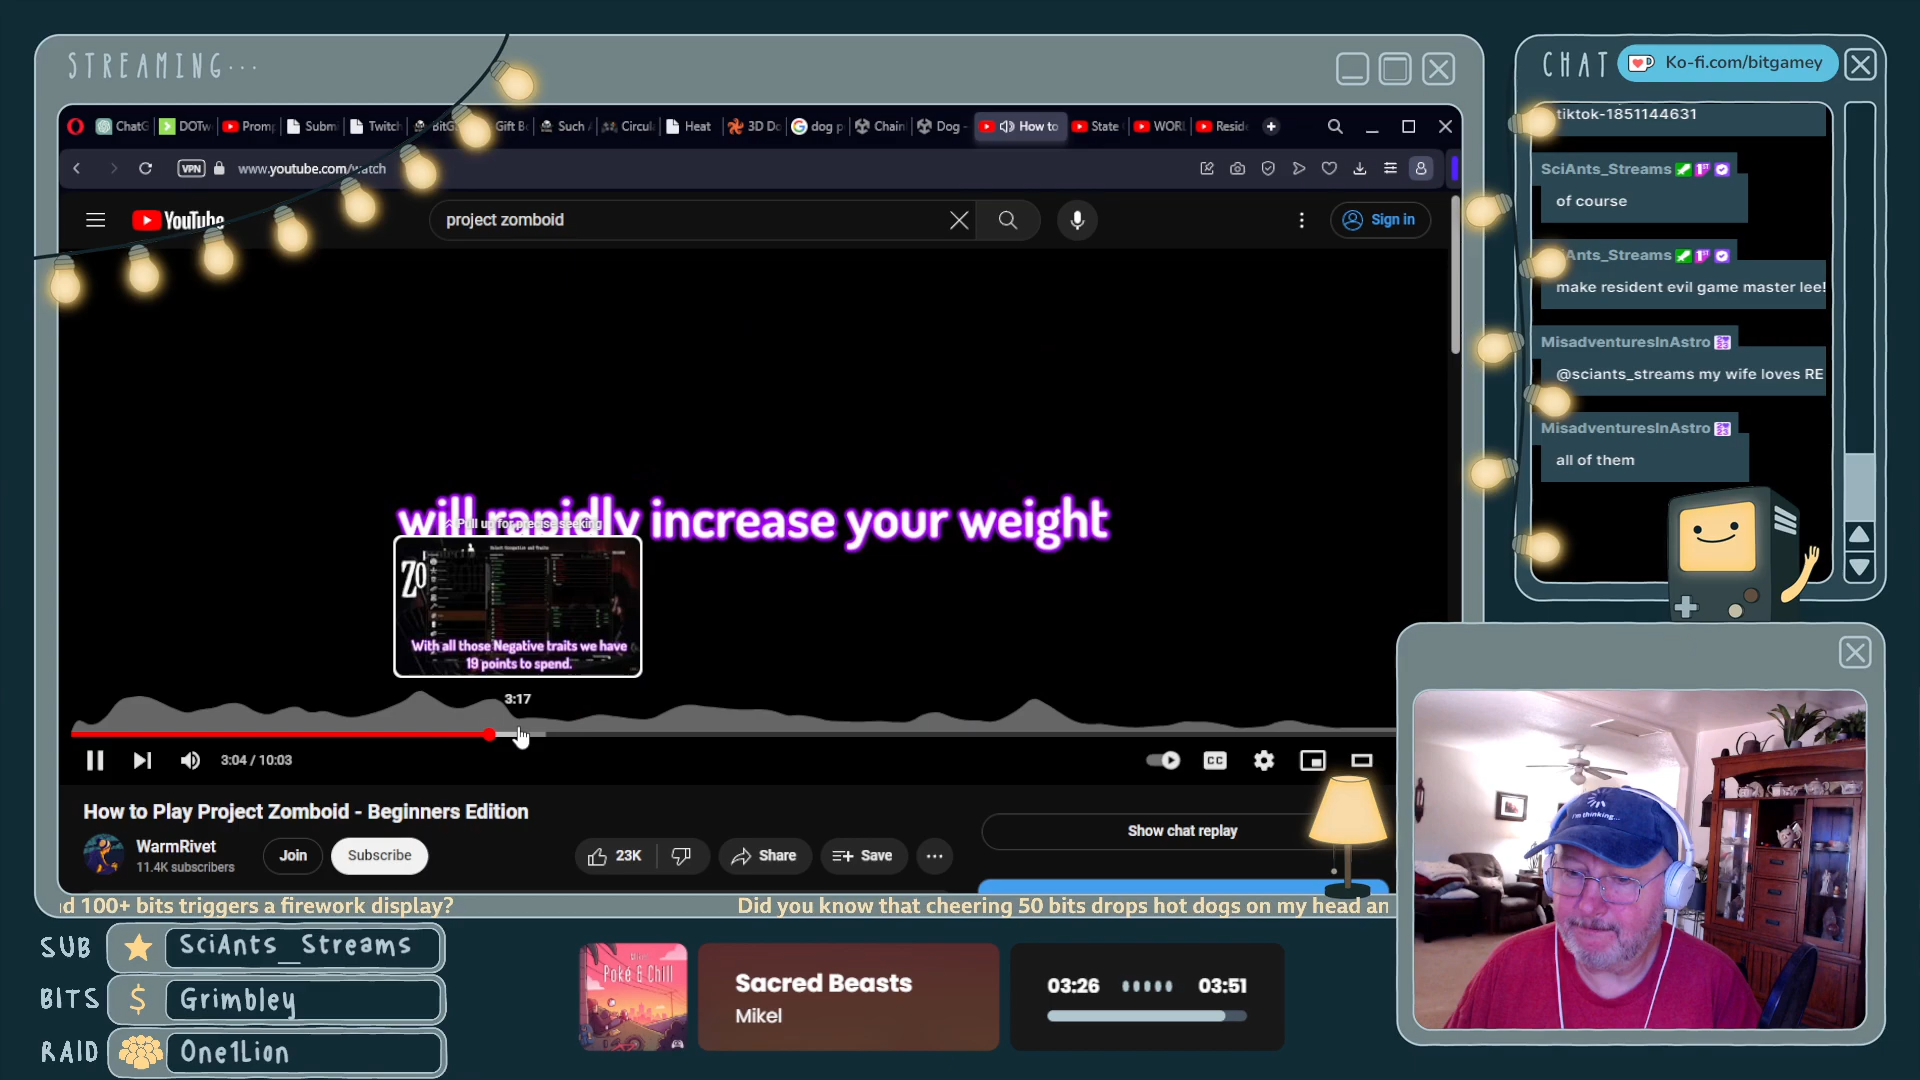 STREAMING...
ChatG
DOTw
Prom
Subm
Twitch
BitG
Gift B
Such
Circul
Heat
3D Do
dog p
Chain
Dog -
How to
State
WORL
Resid
VPN
www.youtube.com/watch
YouTube
project zomboid
Sign in
will rapidly increase your weight
Pull up for precise seeking
With all those Negative traits we have
19 points to spend.
3:17
3:04 / 10:03
CC
How to Play Project Zomboid - Beginners Edition
WarmRivet
11.4K subscribers
Join
Subscribe
23K
Share
Save
Show chat replay
d 100+ bits triggers a firework display?
Did you know that cheering 50 bits drops hot dogs on my head an
SUB
SciAnts_Streams
BITS
$
Grimbley
RAID
One1Lion
Poké & Chill
Sacred Beasts
Mikel
03:26
03:51
CHAT
Ko-fi.com/bitgamey
tiktok-1851144631
SciAnts_Streams
of course
iAnts_Streams
make resident evil game master lee!
MisadventuresInAstro
@sciants_streams my wife loves RE
MisadventuresInAstro
all of them
i'm thinking...